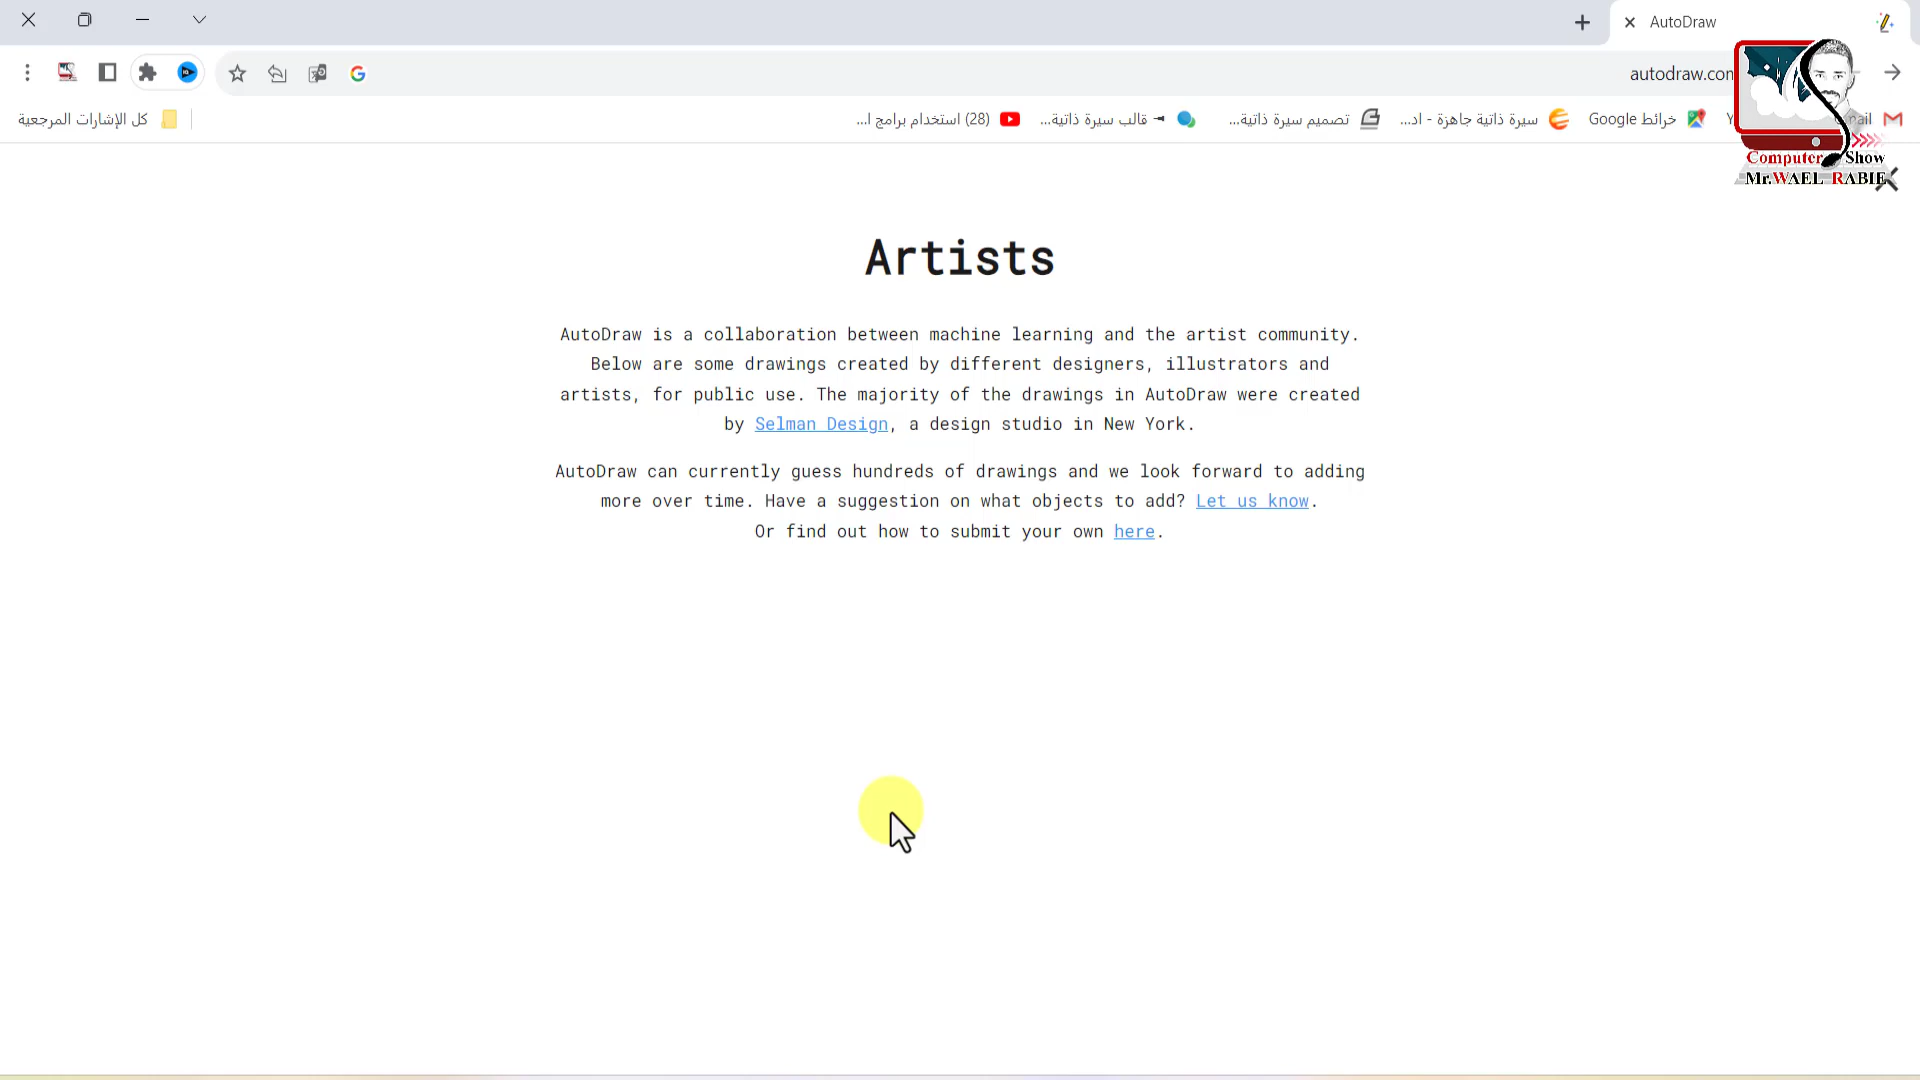 AutoDraw
autodraw.com
Gmail
خرائط Google
سيرة ذاتية جاهزة - اد...
تصميم سيرة ذاتية...
قالب سيرة ذاتية...
(28) استخدام برامج ا...
كل الإشارات المرجعية
Computer Show
Mr.WAEL RABIE
Artists
AutoDraw is a collaboration between machine learning and the artist community.
Below are some drawings created by different designers, illustrators and
artists, for public use. The majority of the drawings in AutoDraw were created
by Selman Design, a design studio in New York.
AutoDraw can currently guess hundreds of drawings and we look forward to adding
more over time. Have a suggestion on what objects to add? Let us know.
Or find out how to submit your own here.